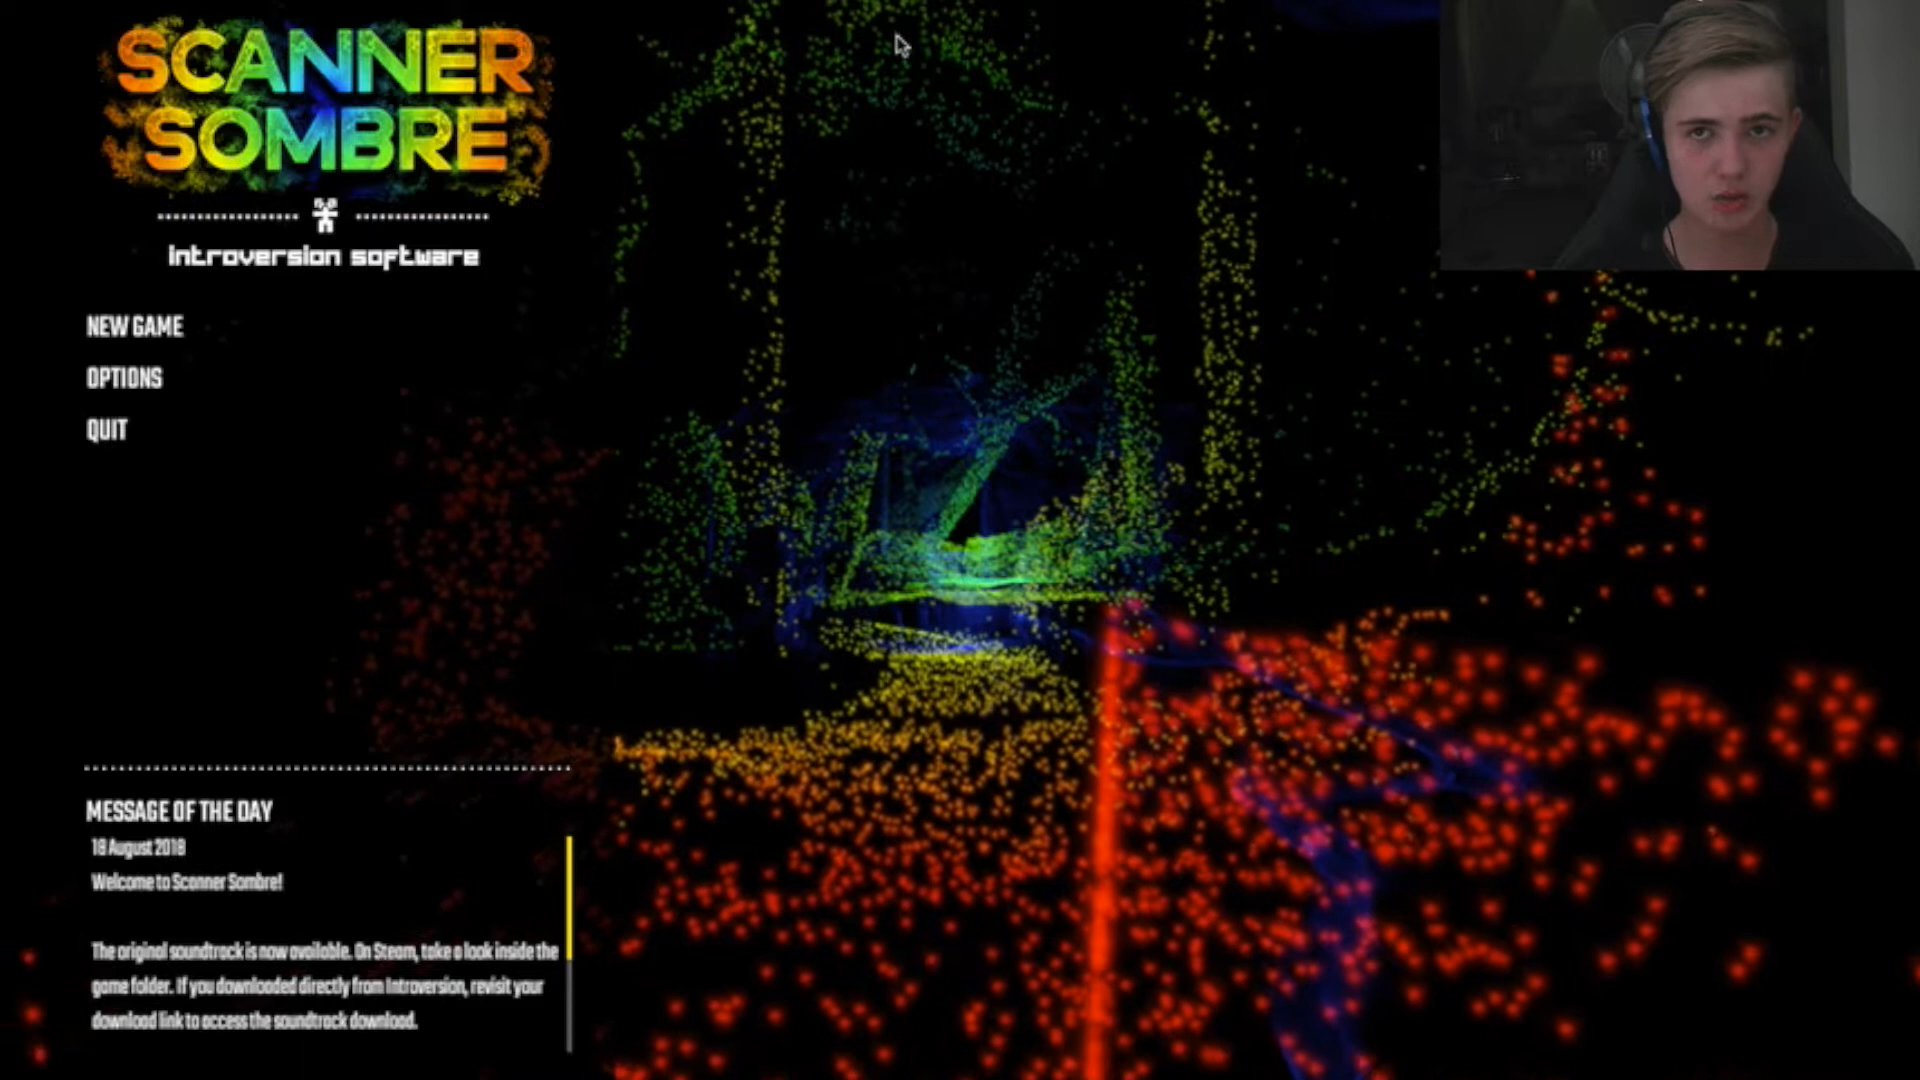 SCANNER
SOMBRE
introversion software
NEW GAME
OPTIONS
QUIT
MESSAGE OF THE DAY
18 August 2018
Welcome to Scanner Sombre!
The original soundtrack is now available. On Steam, take a look inside the
game folder. If you downloaded directly from Introversion, revisit your
download link to access the soundtrack download.